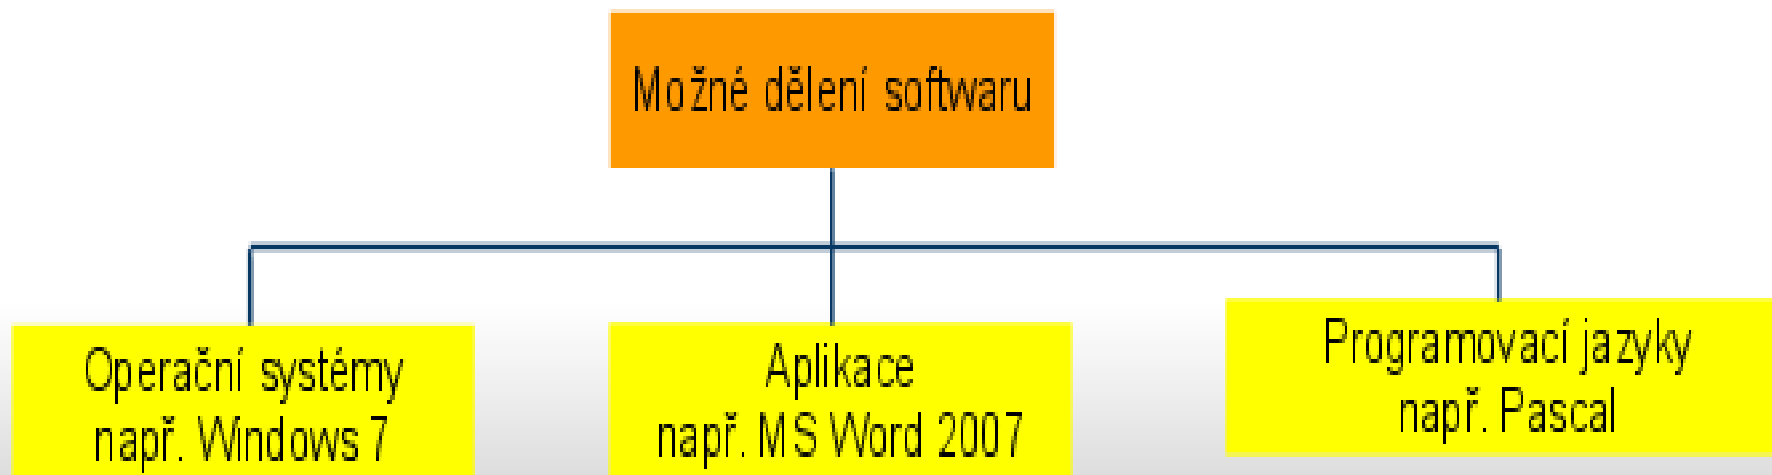 Možné dělení softwaru
Operační systémy
např. Windows 7
Aplikace
např. MS Word 2007
Programovací jazyky
např. Pascal